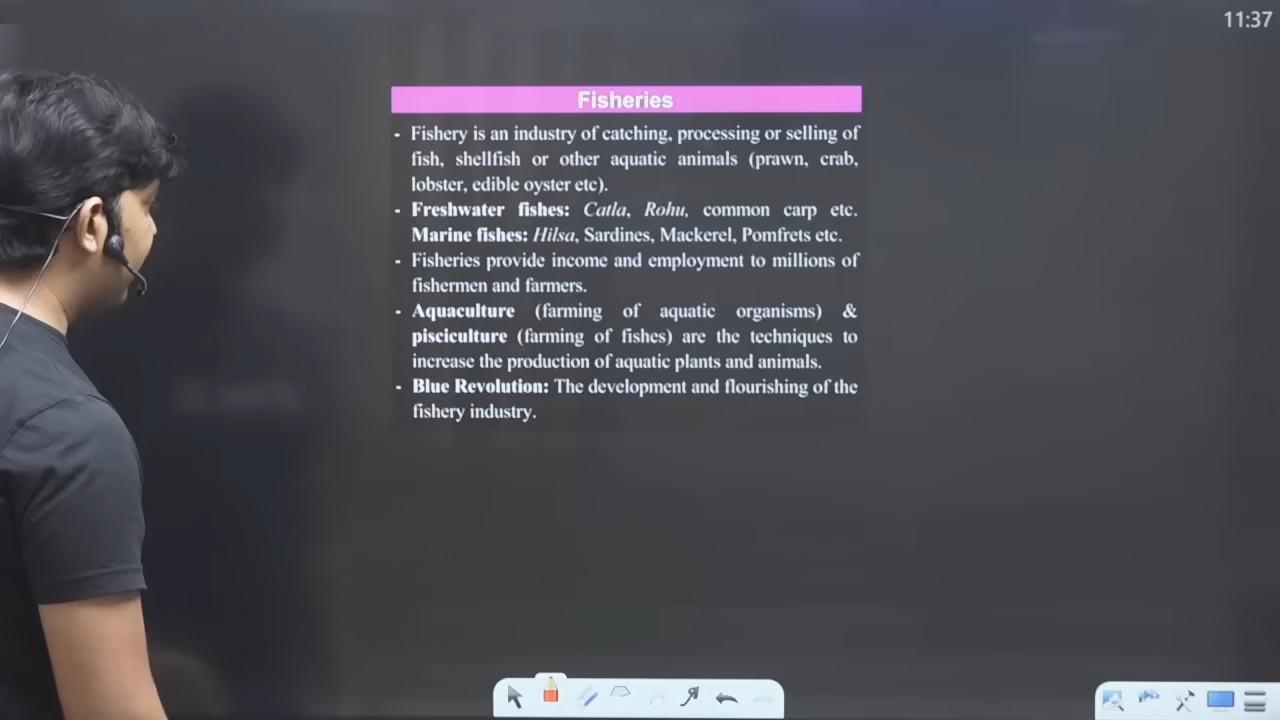 11:37
Fisheries
- Fishery is an industry of catching, processing or selling of
fish, shellfish or other aquatic animals (prawn, crab,
lobster, edible oyster etc).
- Freshwater fishes: Catla, Rohu, common carp etc.
Marine fishes: Hilsa, Sardines, Mackerel, Pomfrets etc.
- Fisheries provide income and employment to millions of
fishermen and farmers.
- Aquaculture (farming of aquatic organisms) &
pisciculture (farming of fishes) are the techniques to
increase the production of aquatic plants and animals.
- Blue Revolution: The development and flourishing of the
fishery industry.